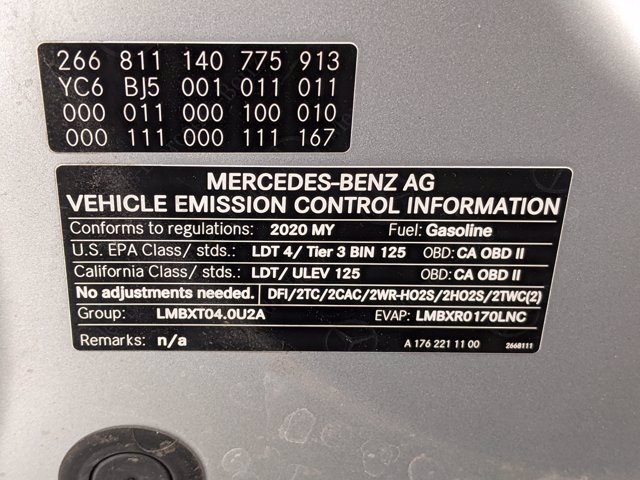 266 811 140 775 913
YC6 BJ5 001 011 011
000 011 000 100 010
000 111 000 111 167
MERCEDES-BENZ AG
VEHICLE EMISSION CONTROL INFORMATION
Conforms to regulations: 2020 MY Fuel: Gasoline
U.S. EPA Class/ stds.: LDT 4/ Tier 3 BIN 125 OBD: CA OBD II
California Class/ stds.: LDT/ ULEV 125 OBD: CA OBD II
No adjustments needed. DFI/2TC/2CAC/2WR-HO2S/2HO2S/2TWC(2)
Group: LMBXT04.0U2A EVAP: LMBXR0170LNC
Remarks: n/a A 176 221 11 00 2668111